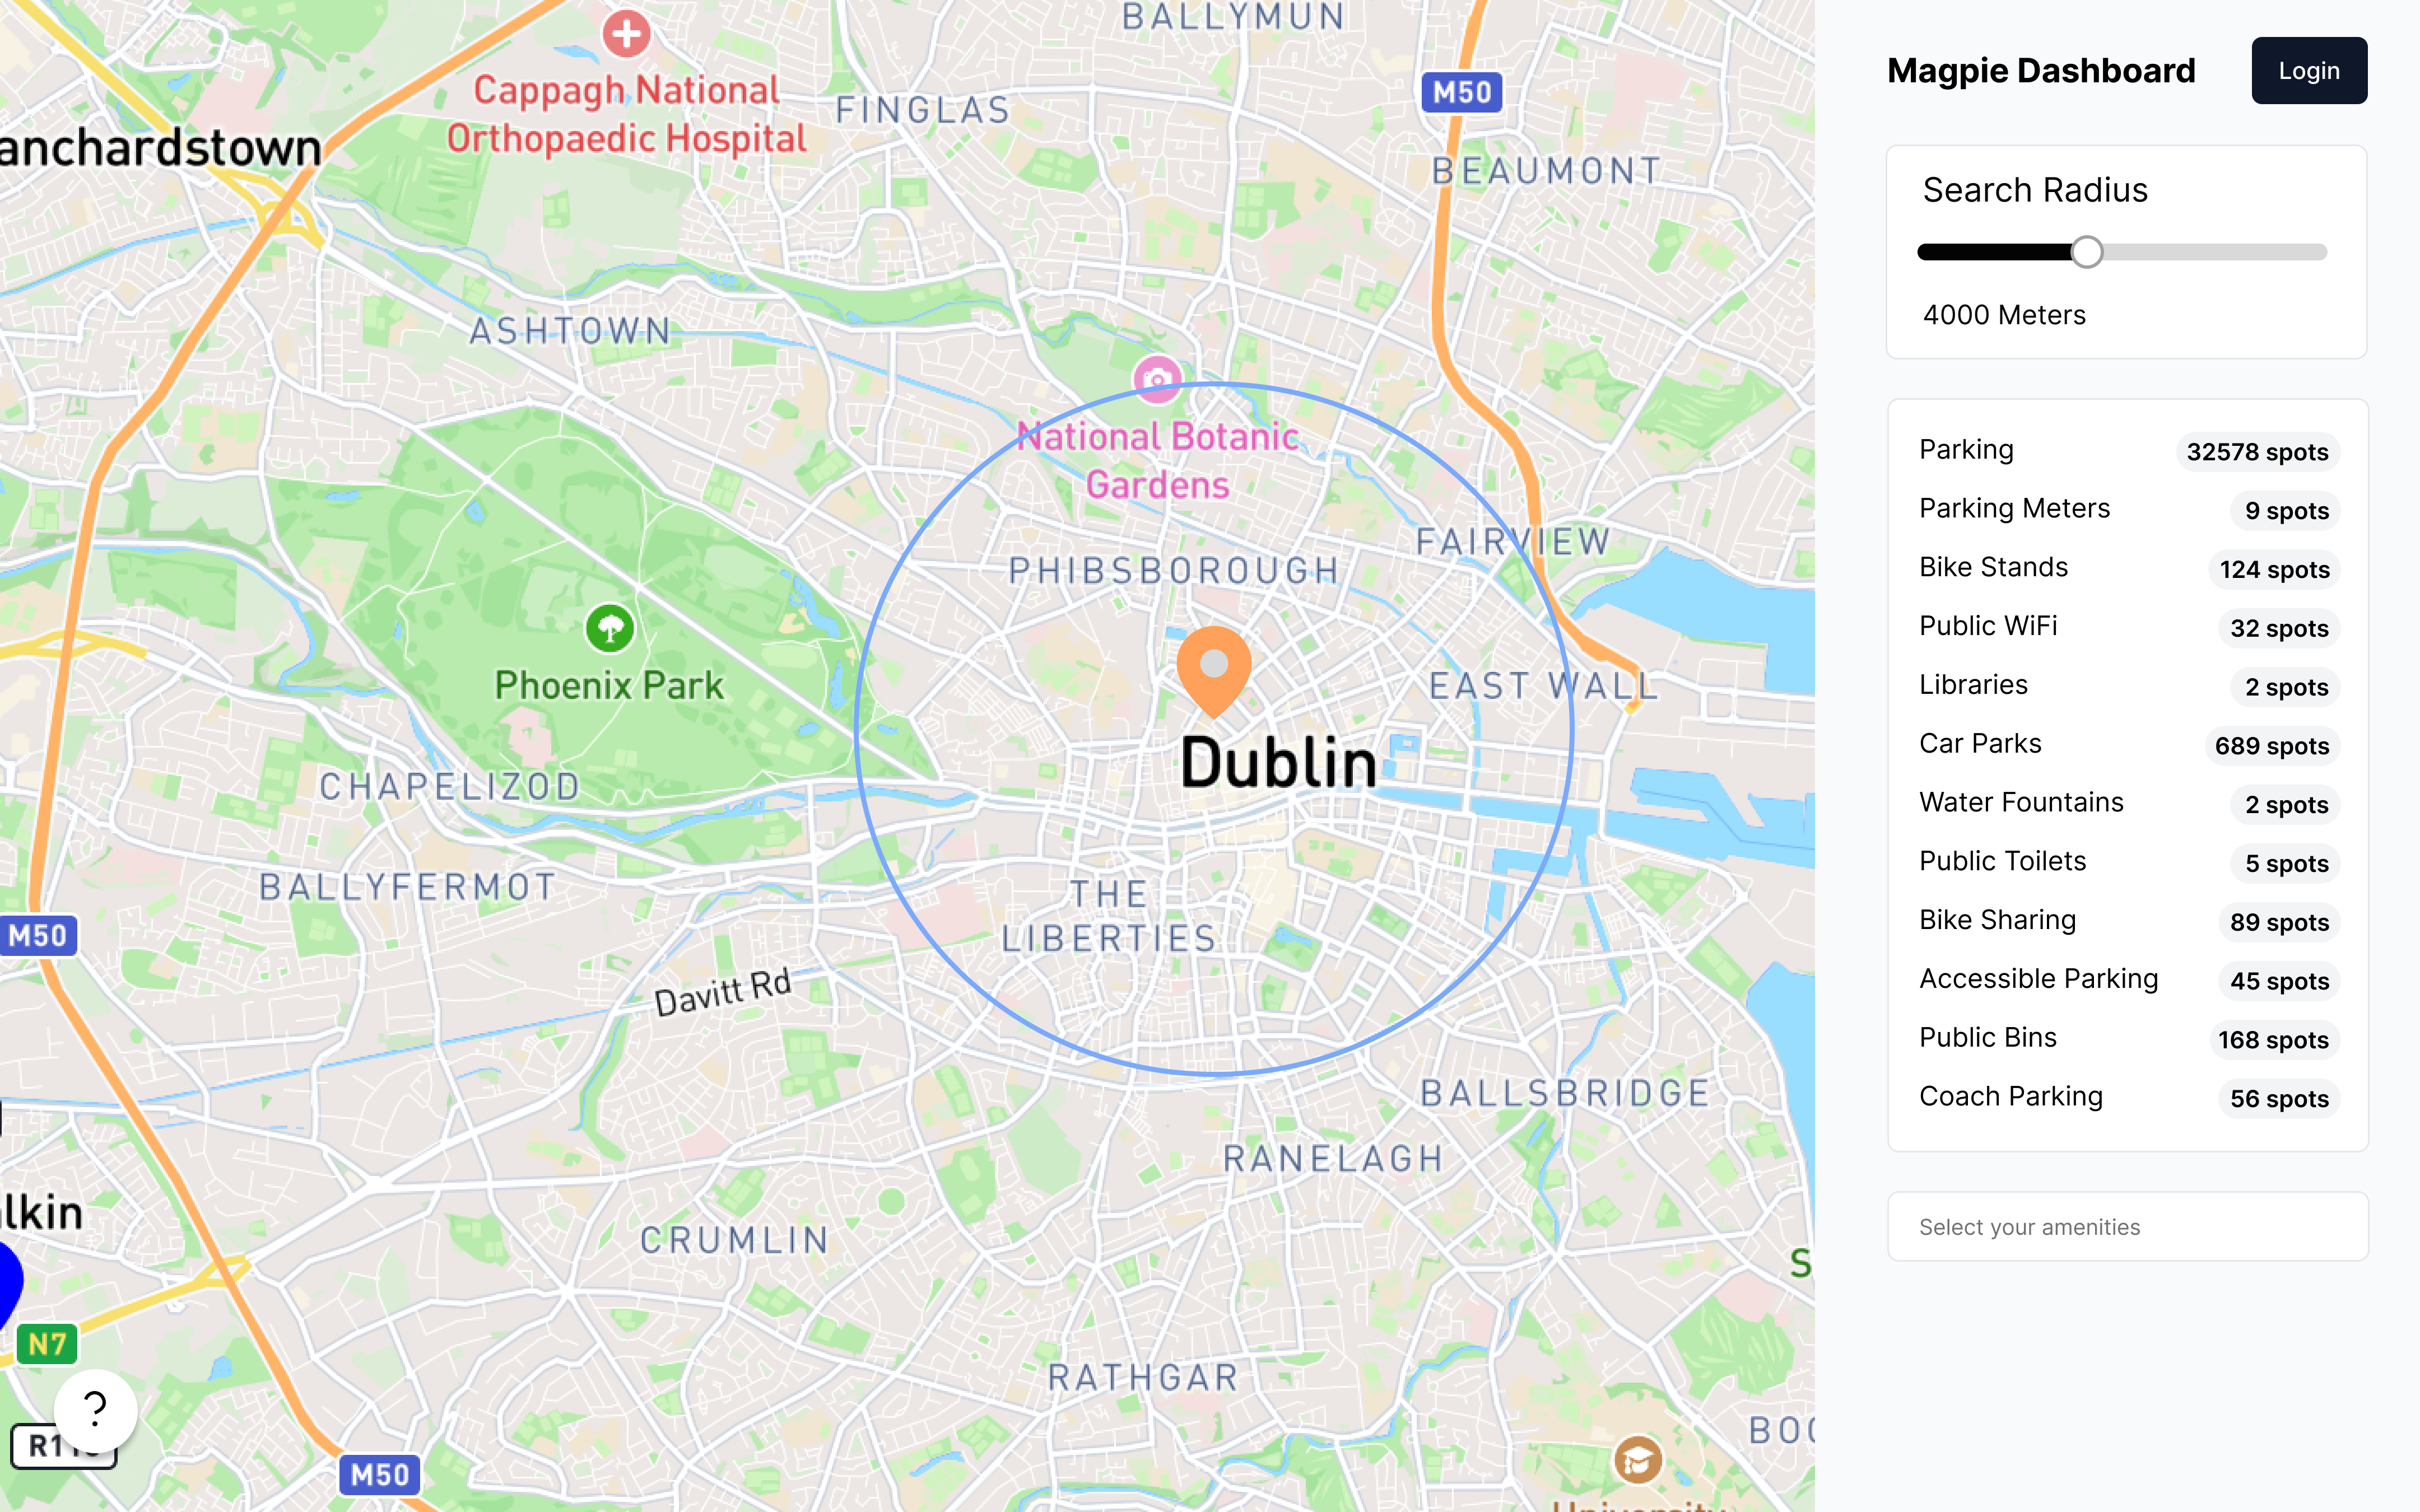 BALLYMUN
Cappagh National
Orthopaedic Hospital
FINGLAS
M50
anchardstown
BEAUMONT
ASHTOWN
National Botanic
Gardens
FAIRVIEW
PHIBSBOROUGH
Phoenix Park
EAST WALL
Dublin
CHAPELIZOD
BALLYFERMOT
THE
LIBERTIES
M50
Davitt Rd
BALLSBRIDGE
RANELAGH
lkin
CRUMLIN
S
N7
RATHGAR
?
R11
BOO
M50
University
Magpie Dashboard
Login
Search Radius
4000 Meters
Parking 32578 spots
Parking Meters 9 spots
Bike Stands 124 spots
Public WiFi 32 spots
Libraries 2 spots
Car Parks 689 spots
Water Fountains 2 spots
Public Toilets 5 spots
Bike Sharing 89 spots
Accessible Parking 45 spots
Public Bins 168 spots
Coach Parking 56 spots
Select your amenities